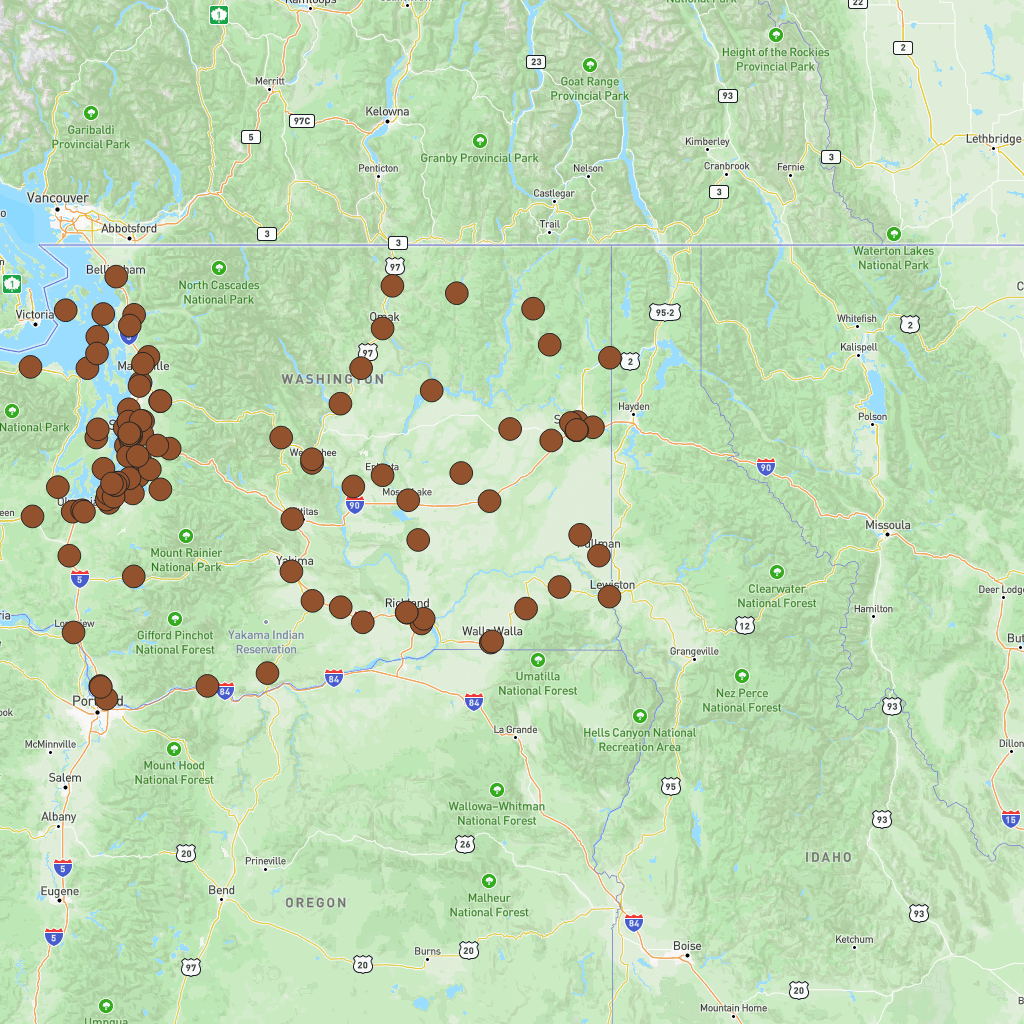 1
Kamloops
22
2
Height of the Rockies
Provincial Park
23
Goat Range
Provincial Park
Merritt
93
Garibaldi
Provincial Park
97C
Kelowna
5
Granby Provincial Park
Kimberley
Lethbridge
3
Penticton
Nelson
Cranbrook
Fernie
3
Castlegar
Vancouver
Abbotsford
3
Trail
3
Waterton Lakes
National Park
Bellingham
97
North Cascades
National Park
1
Victoria
Omak
95-2
Whitefish
2
5
97
Kalispell
2
WASHINGTON
National Park
Hayden
Polson
90
Moses Lake
90
Missoula
Mount Rainier
National Park
Yakima
Pullman
5
Clearwater
National Forest
Lewiston
Deer Lodge
Richland
Hamilton
Gifford Pinchot
National Forest
Yakama Indian
Reservation
12
Walla Walla
Grangeville
84
84
Umatilla
National Forest
Nez Perce
National Forest
84
93
Portland
Hells Canyon National
Recreation Area
La Grande
McMinnville
Mount Hood
National Forest
Dillon
Salem
95
Wallowa–Whitman
National Forest
Albany
93
15
26
20
IDAHO
Prineville
5
Eugene
Bend
Malheur
National Forest
OREGON
93
84
5
Burns
20
Boise
Ketchum
97
20
20
Mountain Home
Umpqua